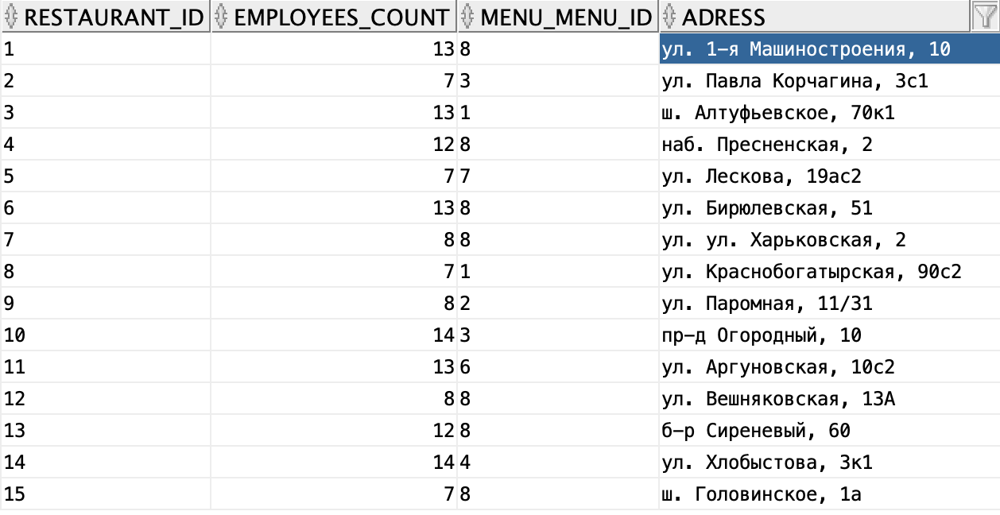 RESTAURANT_ID EMPLOYEES_COUNT MENU_MENU_ID ADRESS
1 13 8 ул. 1-я Машиностроения, 10
2 7 3 ул. Павла Корчагина, 3с1
3 13 1 ш. Алтуфьевское, 70к1
4 12 8 наб. Пресненская, 2
5 7 7 ул. Лескова, 19ас2
6 13 8 ул. Бирюлевская, 51
7 8 8 ул. ул. Харьковская, 2
8 7 1 ул. Краснобогатырская, 90с2
9 8 2 ул. Паромная, 11/31
10 14 3 пр-д Огородный, 10
11 13 6 ул. Аргуновская, 10с2
12 8 8 ул. Вешняковская, 13А
13 12 8 б-р Сиреневый, 60
14 14 4 ул. Хлобыстова, 3к1
15 7 8 ш. Головинское, 1а